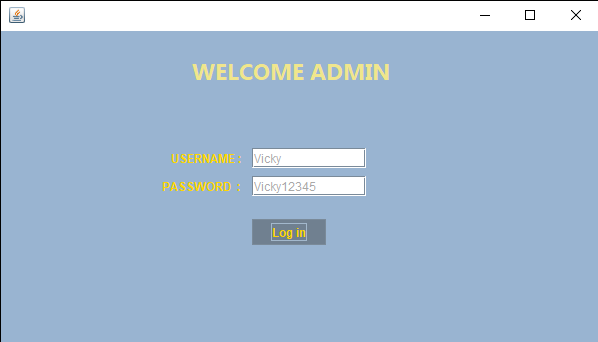 WELCOME ADMIN
USERNAME : Vicky
PASSWORD : Vicky12345
Log in